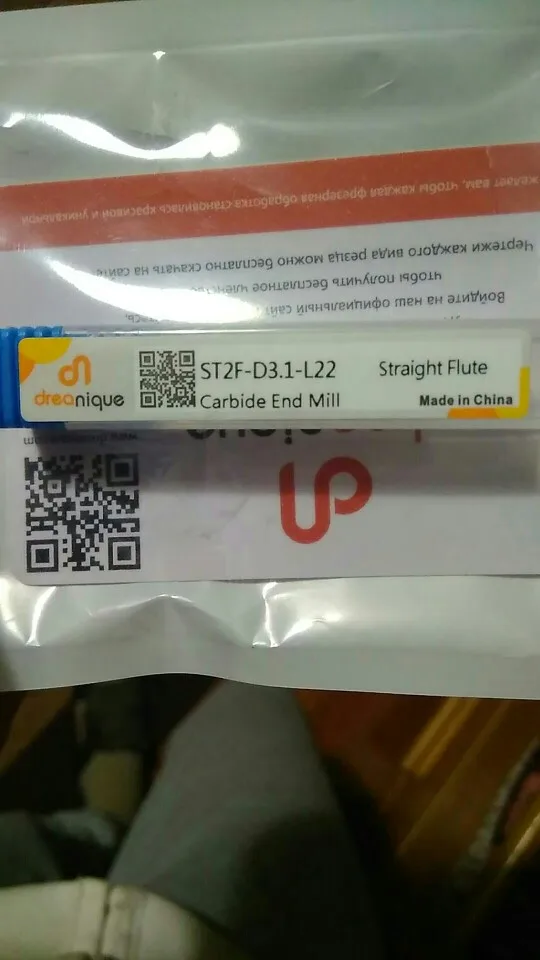 dreanique
ST2F-D3.1-L22
Straight Flute
Carbide End Mill
Made in China
Войдите на наш официальный сайт
чтобы получить бесплатное
Чертежи каждого вида резца можно бесплатно скачать на сайте
желает вам, чтобы каждая фрезерная обработка становилась красивой и уникальной